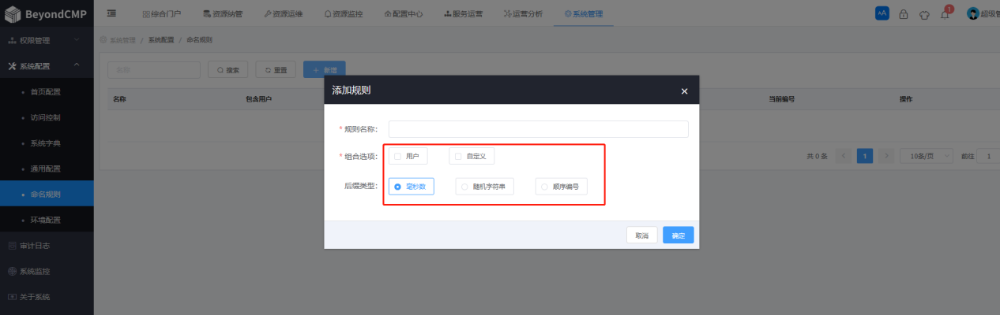 BeyondCMP
综合门户 资源纳管 资源运维 资源监控 配置中心 服务运营 运营分析 系统管理
AA 1 超级管
权限管理
系统管理 / 系统配置 / 命名规则
系统配置
名称 搜索 重置 + 新增
首页配置
添加规则
名称 包含用户 当前编号 操作
访问控制
* 规则名称:
系统字典
* 组合选项: 用户 自定义
共 0 条 < 1 > 10条/页 前往 1
通用配置
后缀类型: 毫秒数 随机字符串 顺序编号
命名规则
环境配置
取消 确定
审计日志
系统监控
关于系统